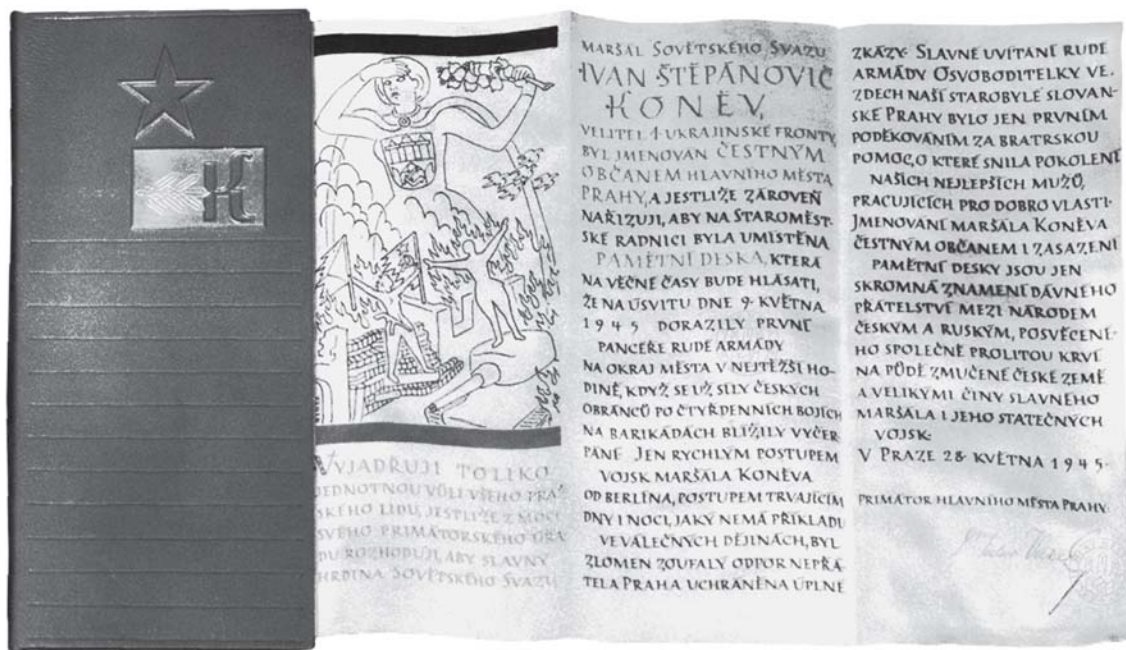 K
VYJADŘUJI TOLIKO
JEDNOTNOU VŮLI VŠEHO PRAŽ-
SKÉHO LIDU, JESTLIŽE Z MOCI
SVÉHO PRIMÁTORSKÉHO ÚŘA-
DU ROZHODUJI, ABY SLAVNÝ
HRDINA SOVĚTSKÉHO SVAZU
MARŠÁL SOVĚTSKÉHO SVAZU
IVAN ŠTĚPÁNOVIČ
KONĚV,
VELITEL 1· UKRAJINSKÉ FRONTY,
BYL JMENOVÁN ČESTNÝM
OBČANEM HLAVNÍHO MĚSTA
PRAHY, A JESTLIŽE ZÁROVEŇ
NAŘIZUJI, ABY NA STAROMĚST-
SKÉ RADNICI BYLA UMÍSTĚNA
PAMĚTNÍ DESKA, KTERÁ
NA VĚČNÉ ČASY BUDE HLÁSATI,
ŽE NA ÚSVITU DNE 9· KVĚTNA
1945 DORAZILY PRVNÍ
PANCÉŘE RUDÉ ARMÁDY
NA OKRAJ MĚSTA V NEJTĚŽŠÍ HO-
DINĚ, KDYŽ SE UŽ SÍLY ČESKÝCH
OBRÁNCŮ PO ČTYŘDENNÍCH BOJÍCH
NA BARIKÁDÁCH BLÍŽILY VYČER-
PÁNÍ· JEN RYCHLÝM POSTUPEM
VOJSK MARŠÁLA KONĚVA
OD BERLÍNA, POSTUPEM TRVAJÍCÍM
DNY I NOCI, JAKÝ NEMÁ PŘÍKLADU
VE VÁLEČNÝCH DĚJINÁCH, BYL
ZLOMEN ZOUFALÝ ODPOR NEPŘÁ-
TELA PRAHA UCHRÁNĚNA ÚPLNÉ
ZKÁZY· SLAVNÉ UVÍTÁNÍ RUDÉ
ARMÁDY OSVOBODITELKY VE
ZDECH NAŠÍ STAROBYLÉ SLOVAN-
SKÉ PRAHY BYLO JEN PRVNÍM
PODĚKOVÁNÍM ZA BRATRSKOU
POMOC, O KTERÉ SNILA POKOLENÍ
NAŠICH NEJLEPŠÍCH MUŽŮ,
PRACUJÍCÍCH PRO DOBRO VLASTI·
JMENOVÁNÍ MARŠÁLA KONĚVA
ČESTNÝM OBČANEM I ZASAZENÍ
PAMĚTNÍ DESKY JSOU JEN
SKROMNÁ ZNAMENÍ DÁVNÉHO
PŘÁTELSTVÍ MEZI NÁRODEM
ČESKÝM A RUSKÝM, POSVĚCENÉ-
HO SPOLEČNĚ PROLITOU KRVÍ
NA PŮDĚ ZMUČENÉ ČESKÉ ZEMĚ
A VELIKÝMI ČINY SLAVNÉHO
MARŠÁLA I JEHO STATEČNÝCH
VOJSK·
V PRAZE 28· KVĚTNA 1945·
PRIMÁTOR HLAVNÍHO MĚSTA PRAHY·